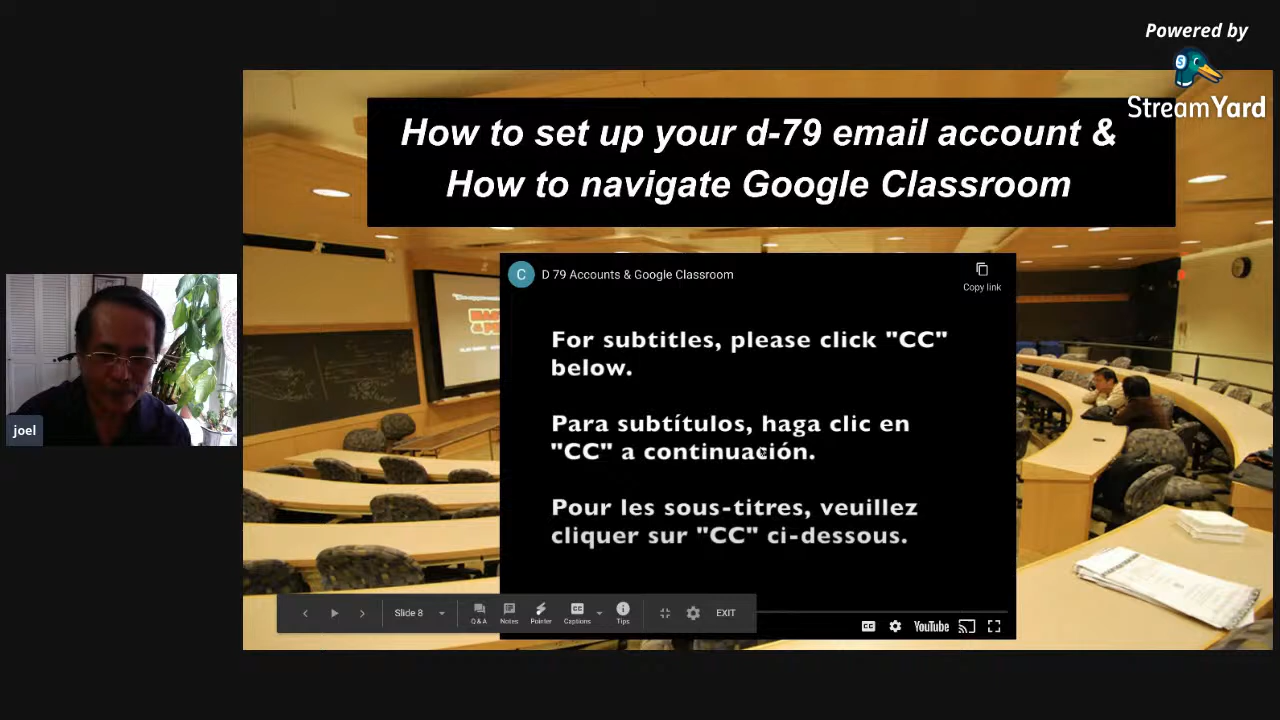 Powered by
StreamYard
How to set up your d-79 email account &
How to navigate Google Classroom
C
D 79 Accounts & Google Classroom
Copy link
For subtitles, please click "CC"
below.
Para subtítulos, haga clic en
"CC" a continuación.
Pour les sous-titres, veuillez
cliquer sur "CC" ci-dessous.
joel
Slide 8
Q&A
Notes
Pointer
Captions
Tips
EXIT
YouTube